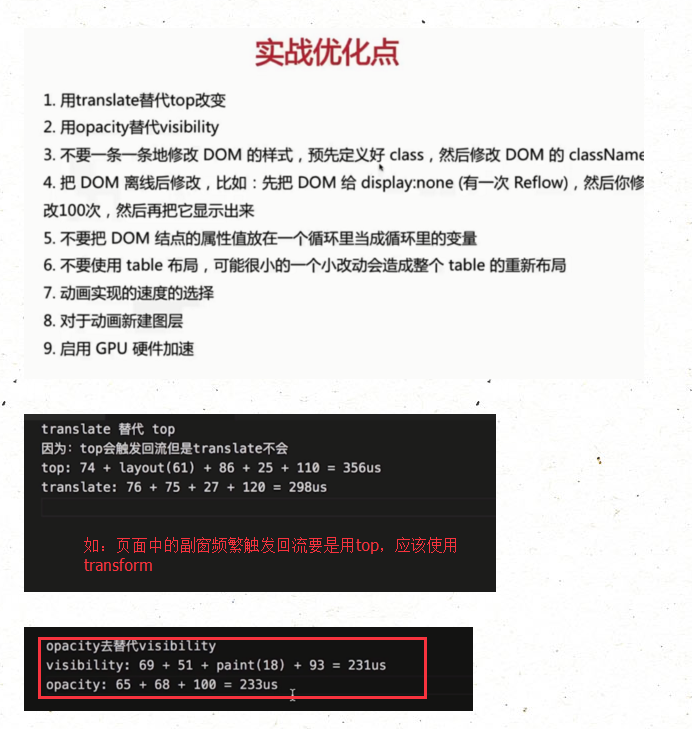 实战优化点
1. 用translate替代top改变
2. 用opacity替代visibility
3. 不要一条一条地修改 DOM 的样式，预先定义好 class，然后修改 DOM 的 className
4. 把 DOM 离线后修改，比如：先把 DOM 给 display:none (有一次 Reflow)，然后你修
改100次，然后再把它显示出来
5. 不要把 DOM 结点的属性值放在一个循环里当成循环里的变量
6. 不要使用 table 布局，可能很小的一个小改动会造成整个 table 的重新布局
7. 动画实现的速度的选择
8. 对于动画新建图层
9. 启用 GPU 硬件加速
translate 替代 top
因为：top会触发回流但是translate不会
top: 74 + layout(61) + 86 + 25 + 110 = 356us
translate: 76 + 75 + 27 + 120 = 298us
如：页面中的副窗频繁触发回流要是用top，应该使用
transform
opacity去替代visibility
visibility: 69 + 51 + paint(18) + 93 = 231us
opacity: 65 + 68 + 100 = 233us